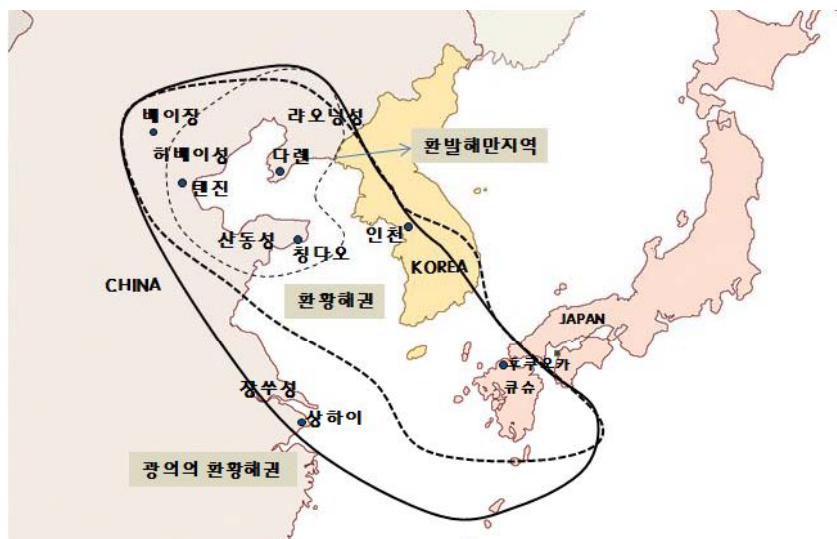 베이징
랴오닝성
허베이성
다롄
환발해만지역
톈진
산동성
칭다오
인천
KOREA
CHINA
환황해권
JAPAN
후쿠오카
큐슈
장쑤성
상하이
광의의 환황해권